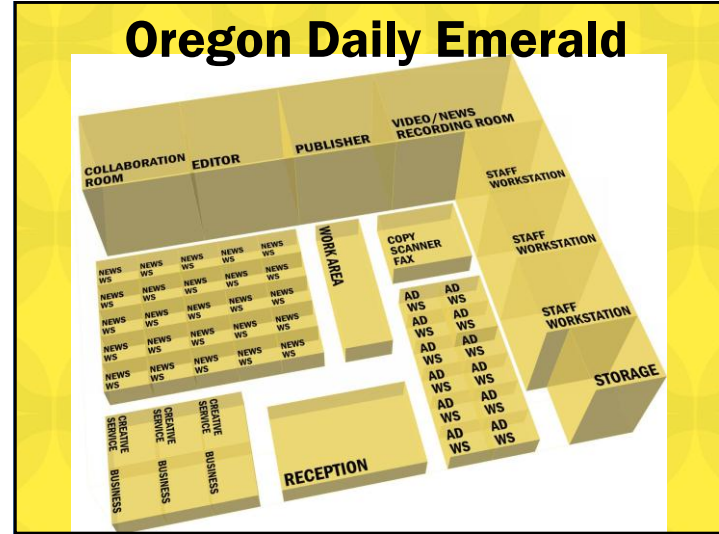 Oregon Daily Emerald
COLLABORATION
ROOM
EDITOR
PUBLISHER
VIDEO/NEWS
RECORDING ROOM
STAFF
WORKSTATION
STAFF
WORKSTATION
STAFF
WORKSTATION
STORAGE
WORK AREA
COPY
SCANNER
FAX
NEWS
WS
NEWS
WS
NEWS
WS
NEWS
WS
NEWS
WS
NEWS
WS
NEWS
WS
NEWS
WS
NEWS
WS
NEWS
WS
NEWS
WS
NEWS
WS
NEWS
WS
NEWS
WS
NEWS
WS
NEWS
WS
NEWS
WS
NEWS
WS
NEWS
WS
NEWS
WS
NEWS
WS
NEWS
WS
NEWS
WS
NEWS
WS
NEWS
WS
AD
WS
AD
WS
AD
WS
AD
WS
AD
WS
AD
WS
AD
WS
AD
WS
AD
WS
AD
WS
AD
WS
AD
WS
CREATIVE
SERVICE
CREATIVE
SERVICE
CREATIVE
SERVICE
BUSINESS
BUSINESS
BUSINESS
RECEPTION